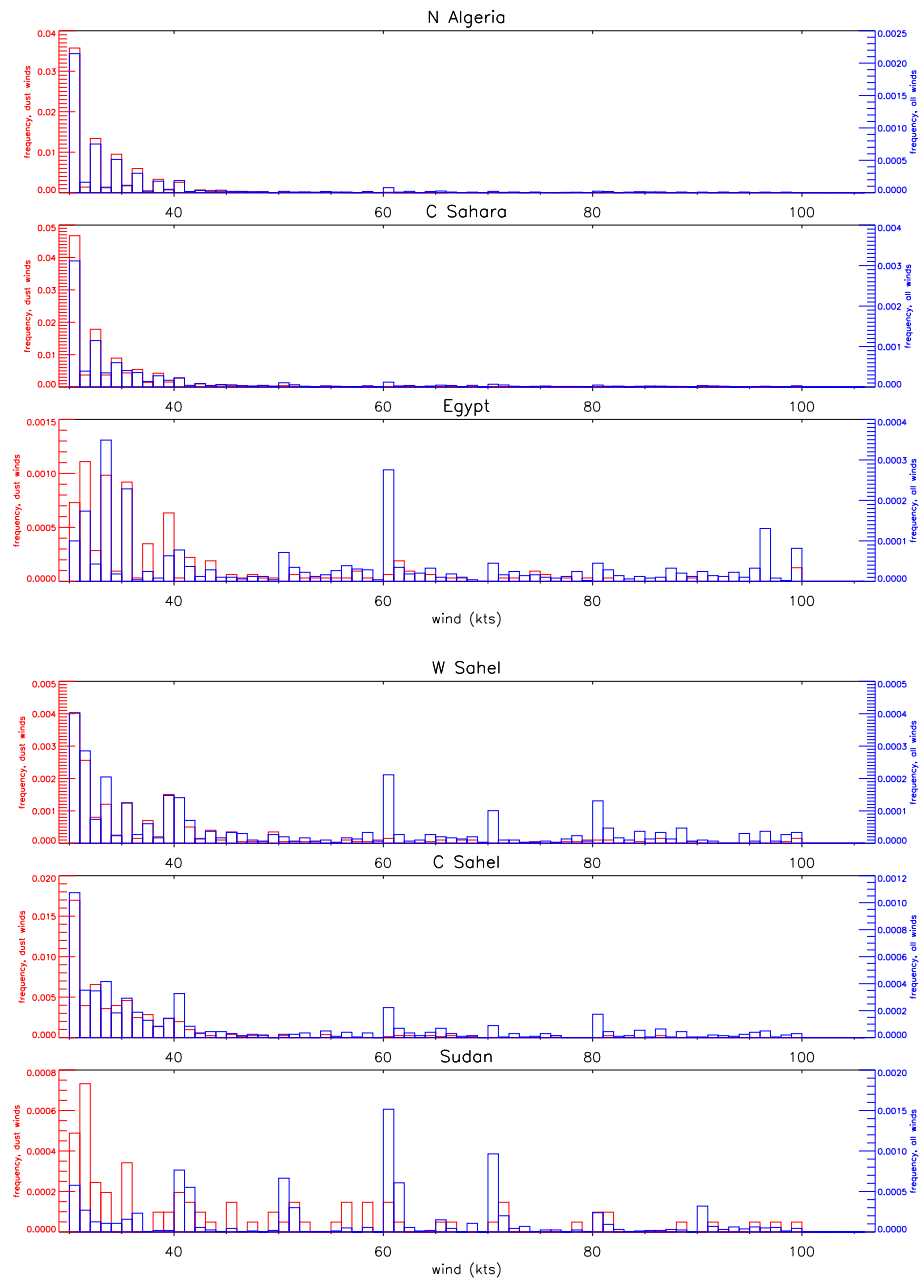 N Algeria
0.04 0.0025
0.03 0.0020
0.02 0.0015
0.01 0.0010
0.00 0.0005
0.0000
frequency, dust winds
frequency, all winds
40 60 80 100
C Sahara
0.05 0.004
0.04 0.003
0.03 0.002
0.02 0.001
0.01 0.000
0.00
frequency, dust winds
frequency, all winds
40 60 80 100
Egypt
0.0015 0.0004
0.0010 0.0003
0.0005 0.0002
0.0000 0.0001
0.0000
frequency, dust winds
frequency, all winds
40 60 80 100
wind (kts)
W Sahel
0.005 0.0005
0.004 0.0004
0.003 0.0003
0.002 0.0002
0.001 0.0001
0.000 0.0000
frequency, dust winds
frequency, all winds
40 60 80 100
C Sahel
0.020 0.0012
0.015 0.0010
0.010 0.0008
0.005 0.0006
0.000 0.0004
0.0002
0.0000
frequency, dust winds
frequency, all winds
40 60 80 100
Sudan
0.0008 0.0020
0.0006 0.0015
0.0004 0.0010
0.0002 0.0005
0.0000 0.0000
frequency, dust winds
frequency, all winds
40 60 80 100
wind (kts)